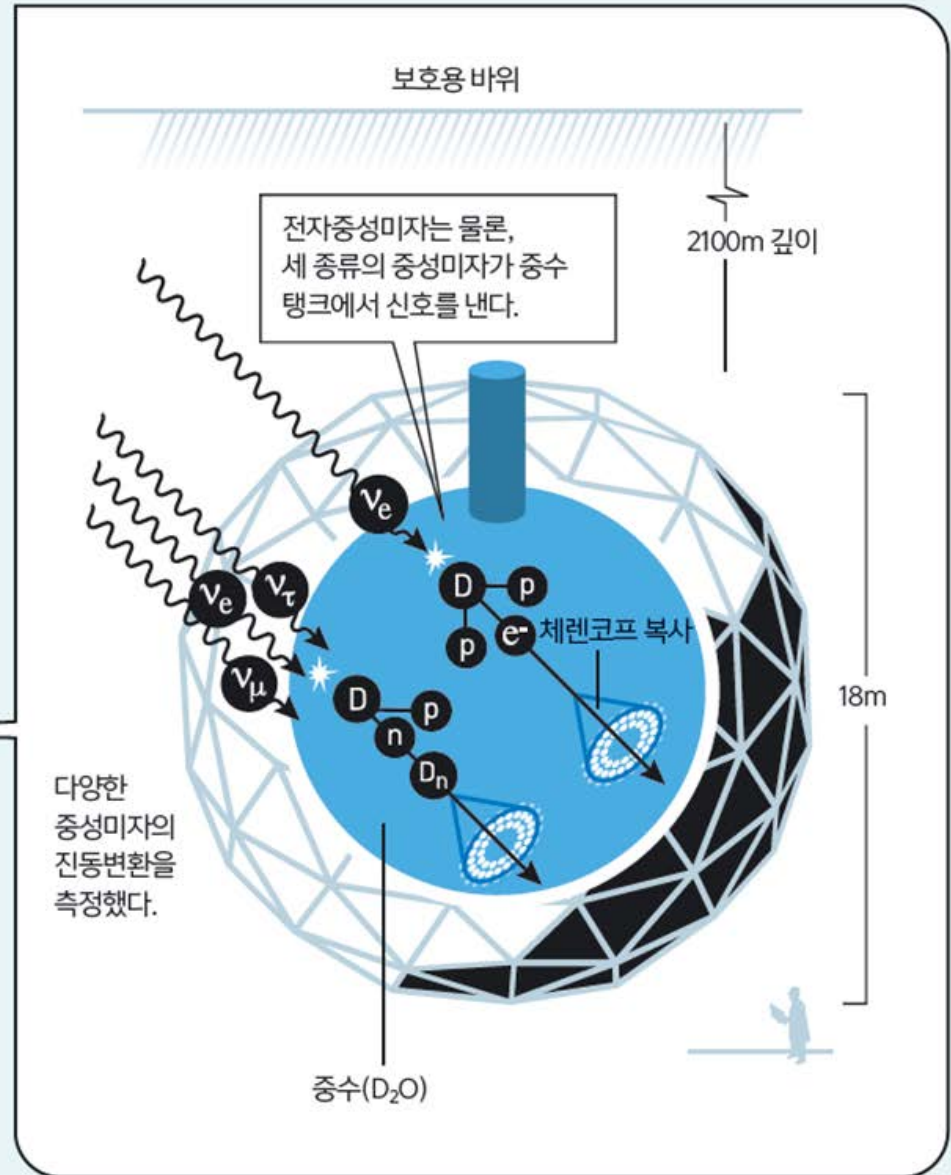 보호용 바위
전자중성미자는 물론,
세 종류의 중성미자가 중수
탱크에서 신호를 낸다.
2100m 깊이
νe
D p
p e- 체렌코프 복사
νe ντ
νμ
D p
n
Dn
18m
다양한
중성미자의
진동변환을
측정했다.
중수(D₂O)